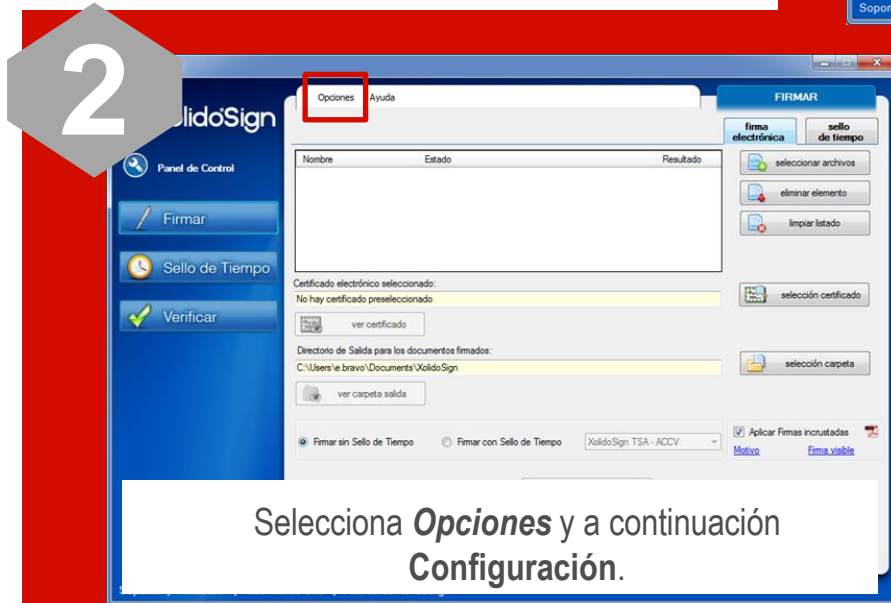 Sopor
2
lidoSign
Opciones Ayuda
FIRMAR
firma electrónica
sello de tiempo
Panel de Control
Firmar
Sello de Tiempo
Verificar
Nombre Estado Resultado
seleccionar archivos
eliminar elemento
limpiar listado
Certificado electrónico seleccionado:
No hay certificado preseleccionado
selección certificado
ver certificado
Directorio de Salida para los documentos firmados:
C:\Users\e.bravo\Documents\XolidoSign
selección carpeta
ver carpeta salida
Firmar sin Sello de Tiempo Firmar con Sello de Tiempo XolidoSign TSA - ACCV
Aplicar Firmas incrustadas
Motivo Firma visible
Selecciona Opciones y a continuación
Configuración.